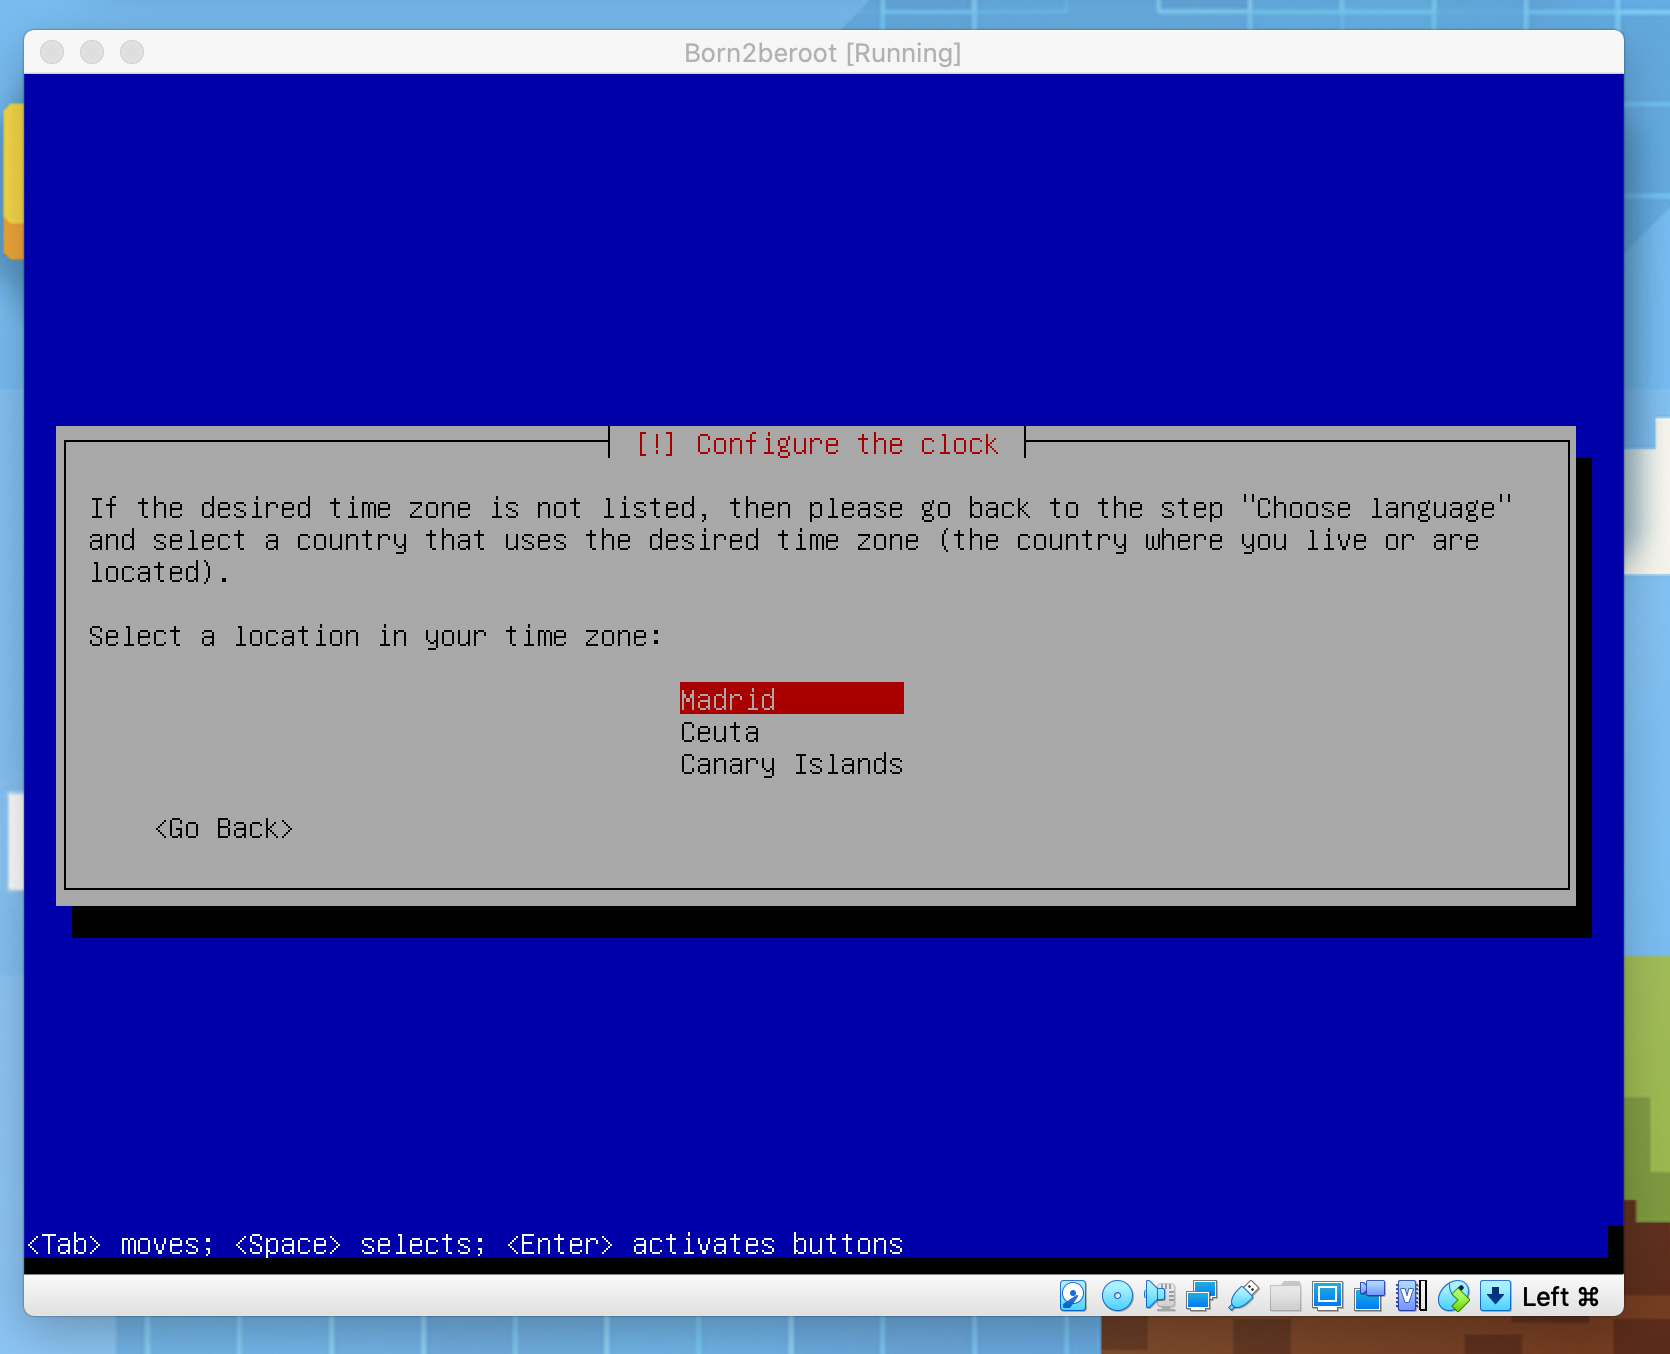 Born2beroot [Running]
[!] Configure the clock
If the desired time zone is not listed, then please go back to the step "Choose language"
and select a country that uses the desired time zone (the country where you live or are
located).
Select a location in your time zone:
Madrid
Ceuta
Canary Islands
<Go Back>
<Tab> moves; <Space> selects; <Enter> activates buttons
Left ⌘